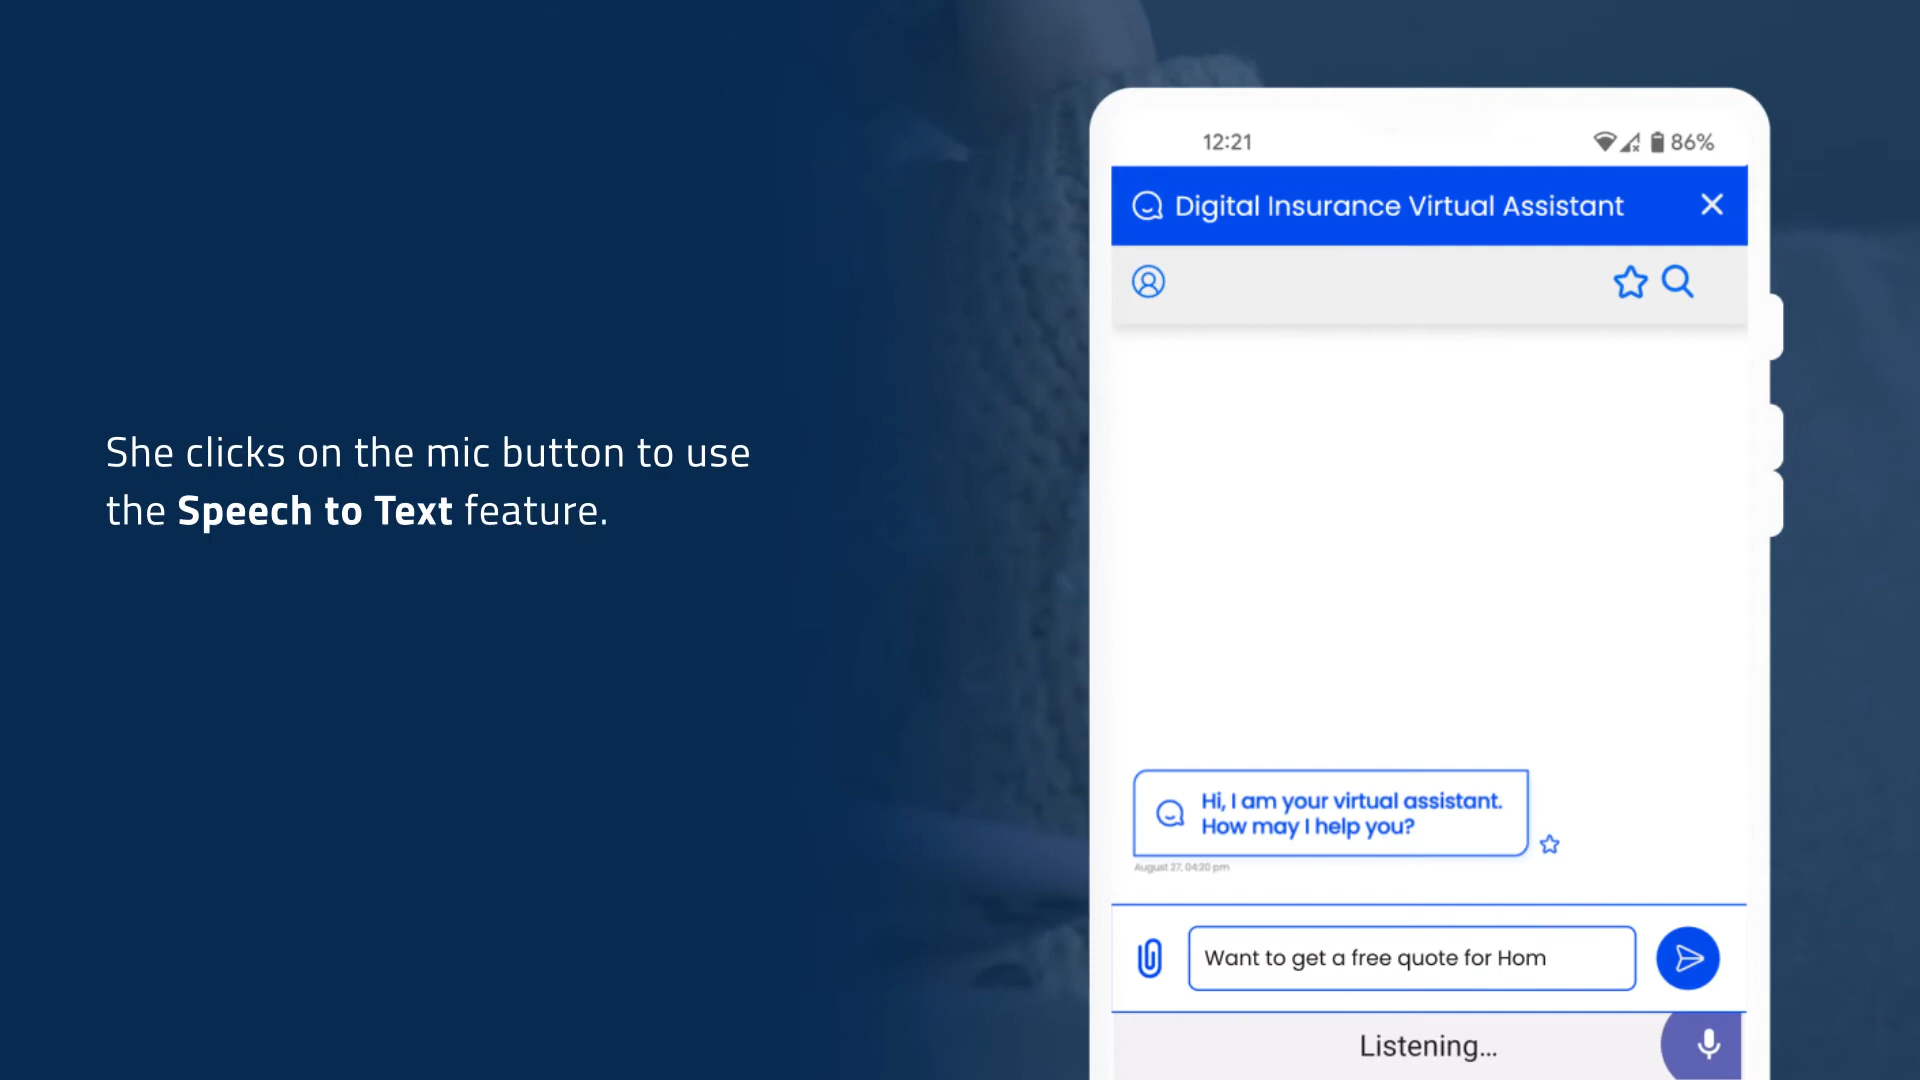 She clicks on the mic button to use
the Speech to Text feature.
12:21
86%
Digital Insurance Virtual Assistant
Hi, I am your virtual assistant.
How may I help you?
August 27, 04:20 pm
Want to get a free quote for Hom
Listening...